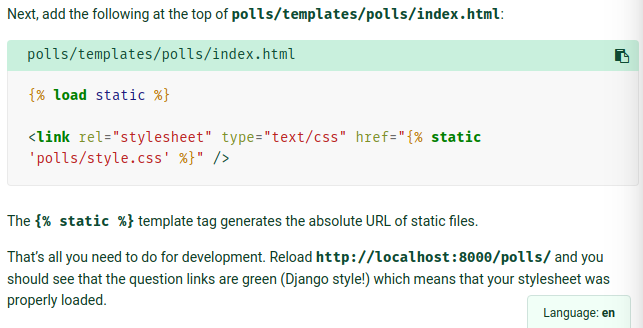 Next, add the following at the top of polls/templates/polls/index.html:
polls/templates/polls/index.html
{% load static %}
<link rel="stylesheet" type="text/css" href="{% static
'polls/style.css' %}" />
The {% static %} template tag generates the absolute URL of static files.
That’s all you need to do for development. Reload http://localhost:8000/polls/ and you
should see that the question links are green (Django style!) which means that your stylesheet was
properly loaded.
Language: en